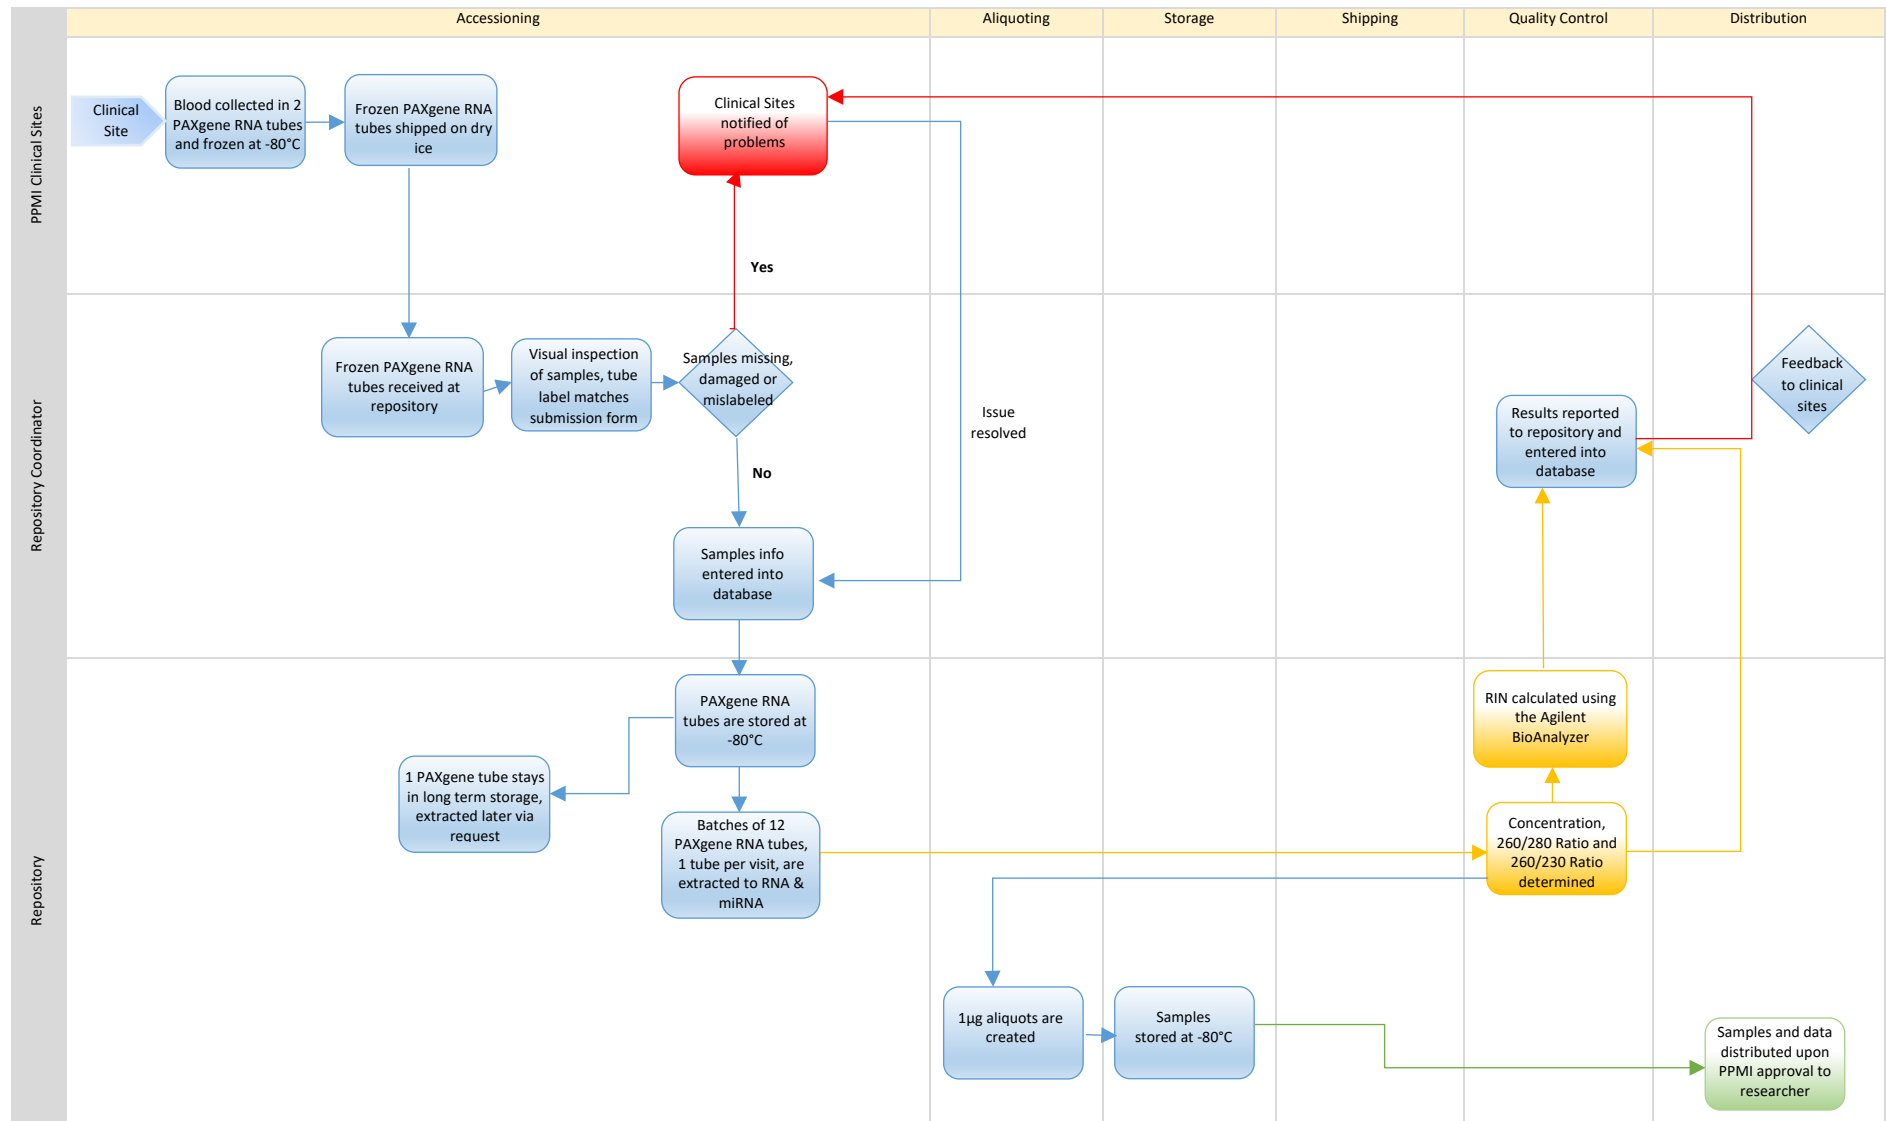 Accessioning
Aliquoting
Storage
Shipping
Quality Control
Distribution
PPMI Clinical Sites
Clinical
Site
Blood collected in 2
PAXgene RNA tubes
and frozen at -80°C
Frozen PAXgene RNA
tubes shipped on dry
ice
Clinical Sites
notified of
problems
Yes
Repository Coordinator
Frozen PAXgene RNA
tubes received at
repository
Visual inspection
of samples, tube
label matches
submission form
Samples missing,
damaged or
mislabeled
No
Issue
resolved
Samples info
entered into
database
Results reported
to repository and
entered into
database
Feedback
to clinical
sites
Repository
PAXgene RNA
tubes are stored at
-80°C
1 PAXgene tube stays
in long term storage,
extracted later via
request
Batches of 12
PAXgene RNA tubes,
1 tube per visit, are
extracted to RNA &
miRNA
RIN calculated using
the Agilent
BioAnalyzer
Concentration,
260/280 Ratio and
260/230 Ratio
determined
1µg aliquots are
created
Samples
stored at -80°C
Samples and data
distributed upon
PPMI approval to
researcher